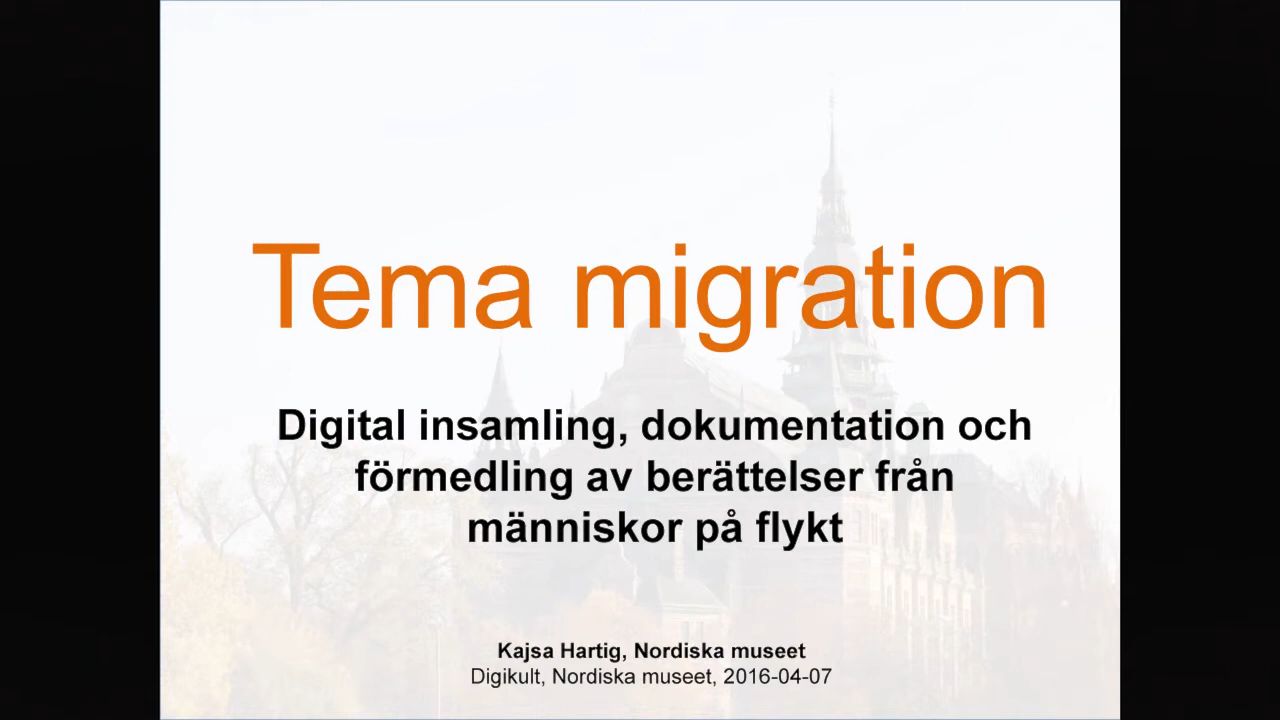 Tema migration
Digital insamling, dokumentation och
förmedling av berättelser från
människor på flykt
Kajsa Hartig, Nordiska museet
Digikult, Nordiska museet, 2016-04-07